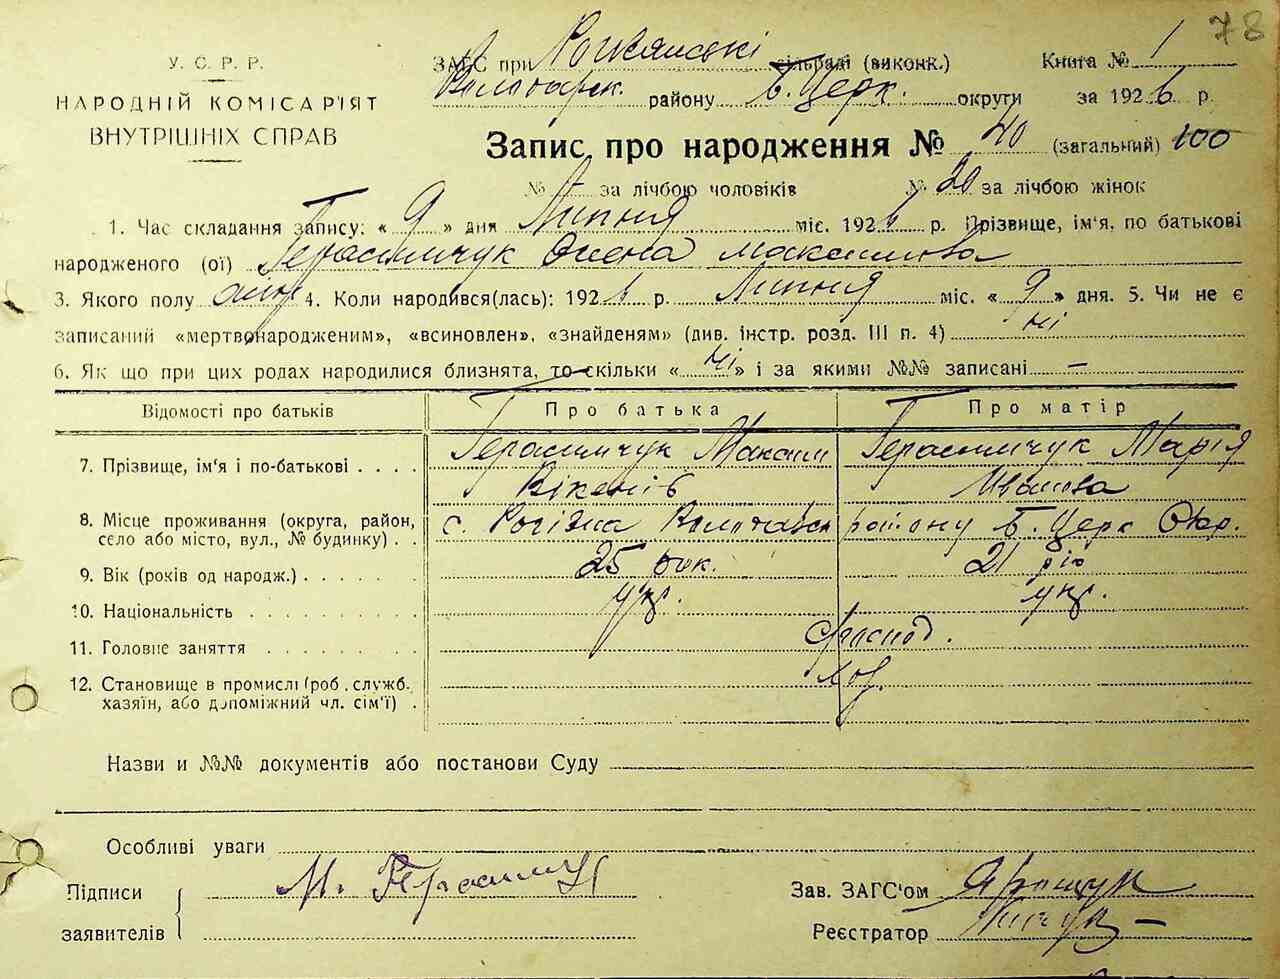 78
У. С. Р. Р.
НАРОДНІЙ КОМІСАР'ІЯТ
ВНУТРІШНІХ СПРАВ
ЗАГС при сільраді (виконк.) Книга № 1
району Б. Церк. округи за 1926 р.
Запис про народження № 40 (загальний) 100
№ – за лічбою чоловіків № 20 за лічбою жінок
1. Час складання запису: « 9 » дня Липня міс. 1926 р. Прізвище, ім'я, по батькові
народженого (ої) Герасимчук Олена Максимова
3. Якого полу 4. Коли народився(лась): 1926 р. Липня міс. « 9 » дня. 5. Чи не є
записаний «мертвонародженим», «всиновлен», «знайденям» (див. інстр. розд. III п. 4) ні
6. Як що при цих родах народилися близнята, то скільки « ні » і за якими №№ записані –
Відомості про батьків Про батька Про матір
7. Прізвище, ім'я і по-батькові . . . . Герасимчук Максим Герасимчук Марія
Вікенів Иванова
8. Місце проживання (округа, район, с. Рогізна району Б. Церк Окр.
село або місто, вул., № будинку) . .
9. Вік (років од народж.) . . . . . . 25 рок. 21 рік
10. Національність . . . . . . . . . укр. укр.
11. Головне заняття . . . . . . . .
12. Становище в промислі (роб., служб.
хазяїн, або допоміжний чл. сім'ї) .
Назви и №№ документів або постанови Суду
Особливі уваги
Підписи М. Герасимчук Зав. ЗАГС'ом Ярощук
заявителів Реєстратор